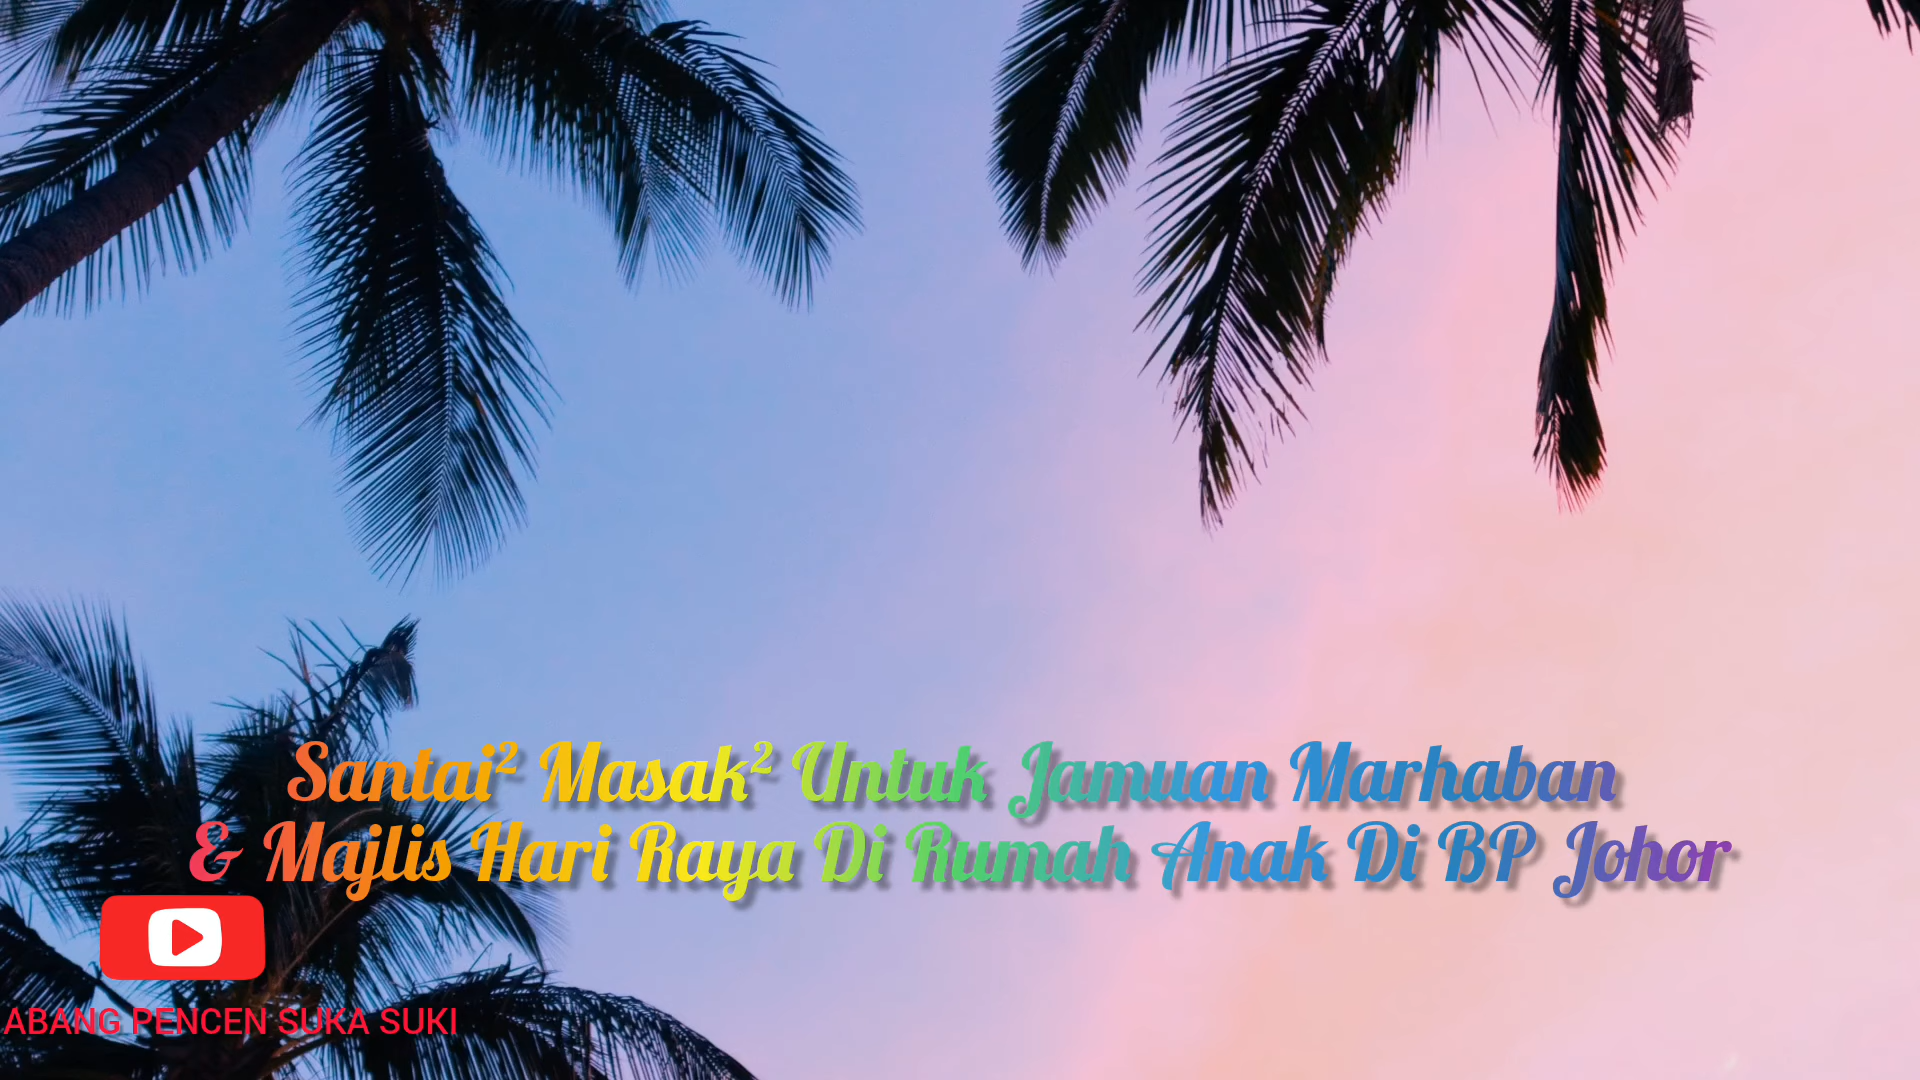 Santai² Masak² Untuk Jamuan Marhaban
& Majlis Hari Raya Di Rumah Anak Di BP Johor
ABANG PENCEN SUKA SUKI